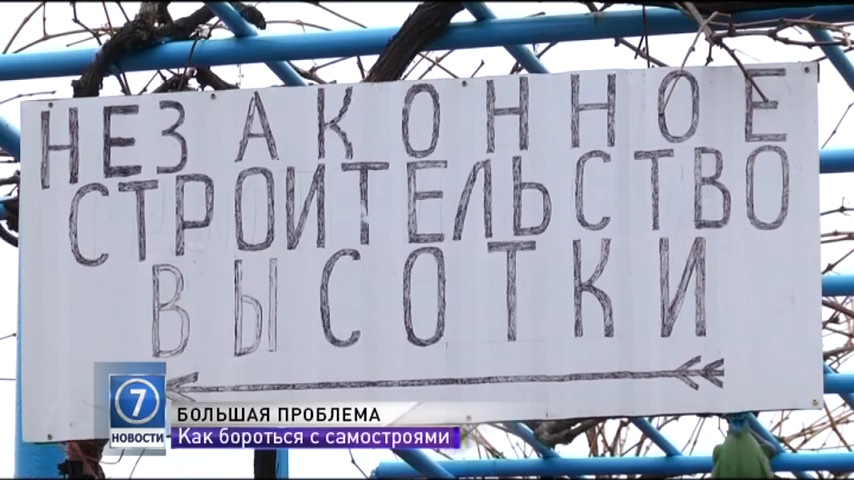 НЕЗАКОННОЕ
СТРОИТЕЛЬСТВО
ВЫСОТКИ
7
НОВОСТИ
БОЛЬШАЯ ПРОБЛЕМА
Как бороться с самостроями